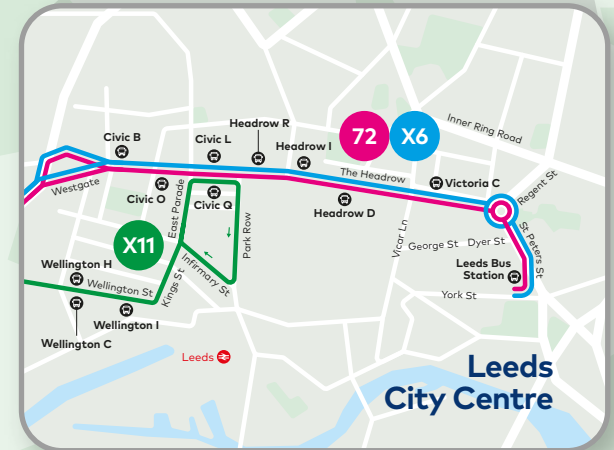 Inner Ring Road
Headrow R
72
X6
Civic B
Civic L
Headrow I
The Headrow
Victoria C
Regent St
Westgate
Civic O
East Parade
Civic Q
Headrow D
Park Row
Vicar Ln
George St
Dyer St
St Peters St
X11
Leeds Bus
Station
Infirmary St
Wellington H
Wellington St
Kings St
York St
Wellington I
Wellington C
Leeds
Leeds
City Centre